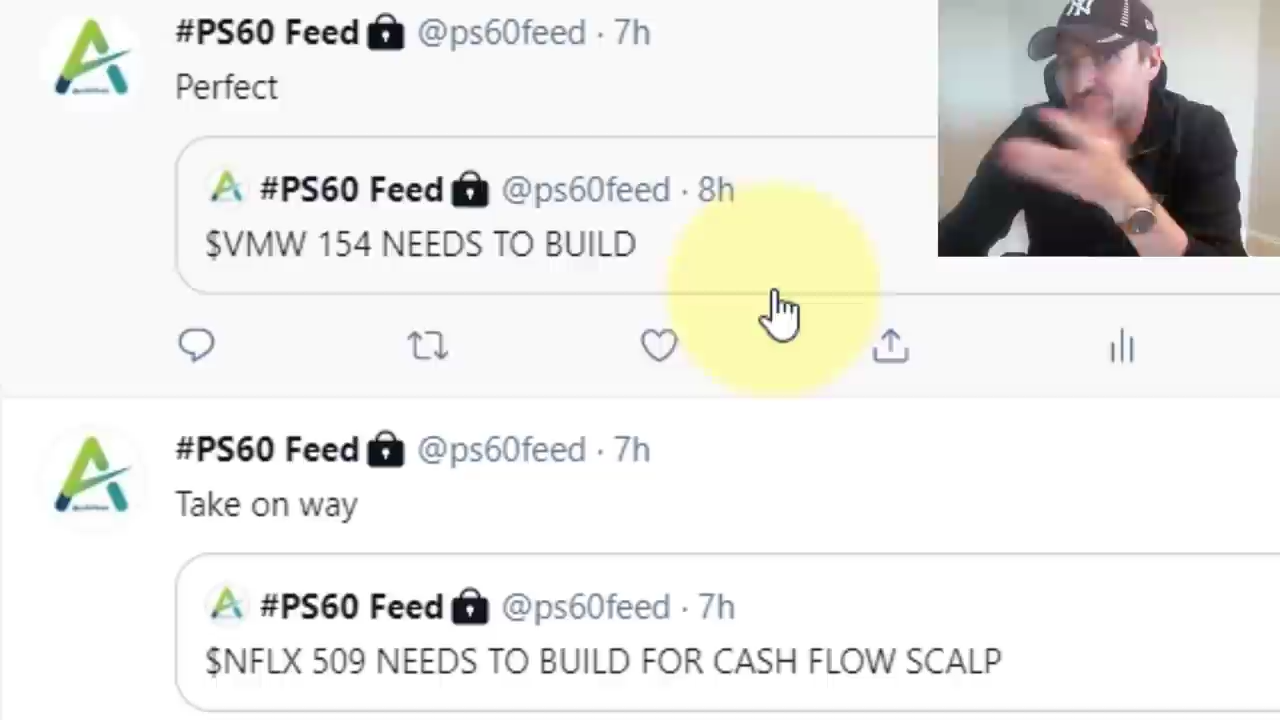 #PS60 Feed🔒 @ps60feed · 7h
Perfect
#PS60 Feed🔒 @ps60feed · 8h
$VMW 154 NEEDS TO BUILD
#PS60 Feed🔒 @ps60feed · 7h
Take on way
#PS60 Feed🔒 @ps60feed · 7h
$NFLX 509 NEEDS TO BUILD FOR CASH FLOW SCALP